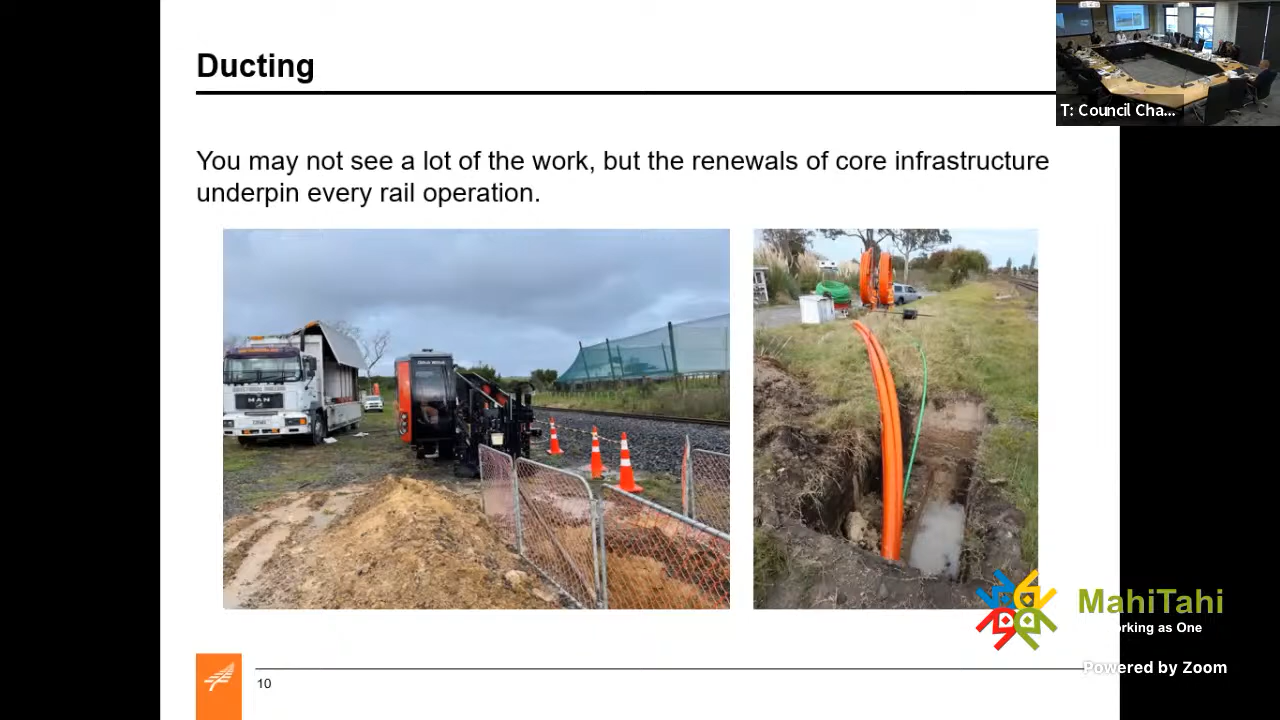 Ducting
T: Council Cha...
You may not see a lot of the work, but the renewals of core infrastructure
underpin every rail operation.
MAN
MahiTahi
orking as One
Powered by Zoom
10